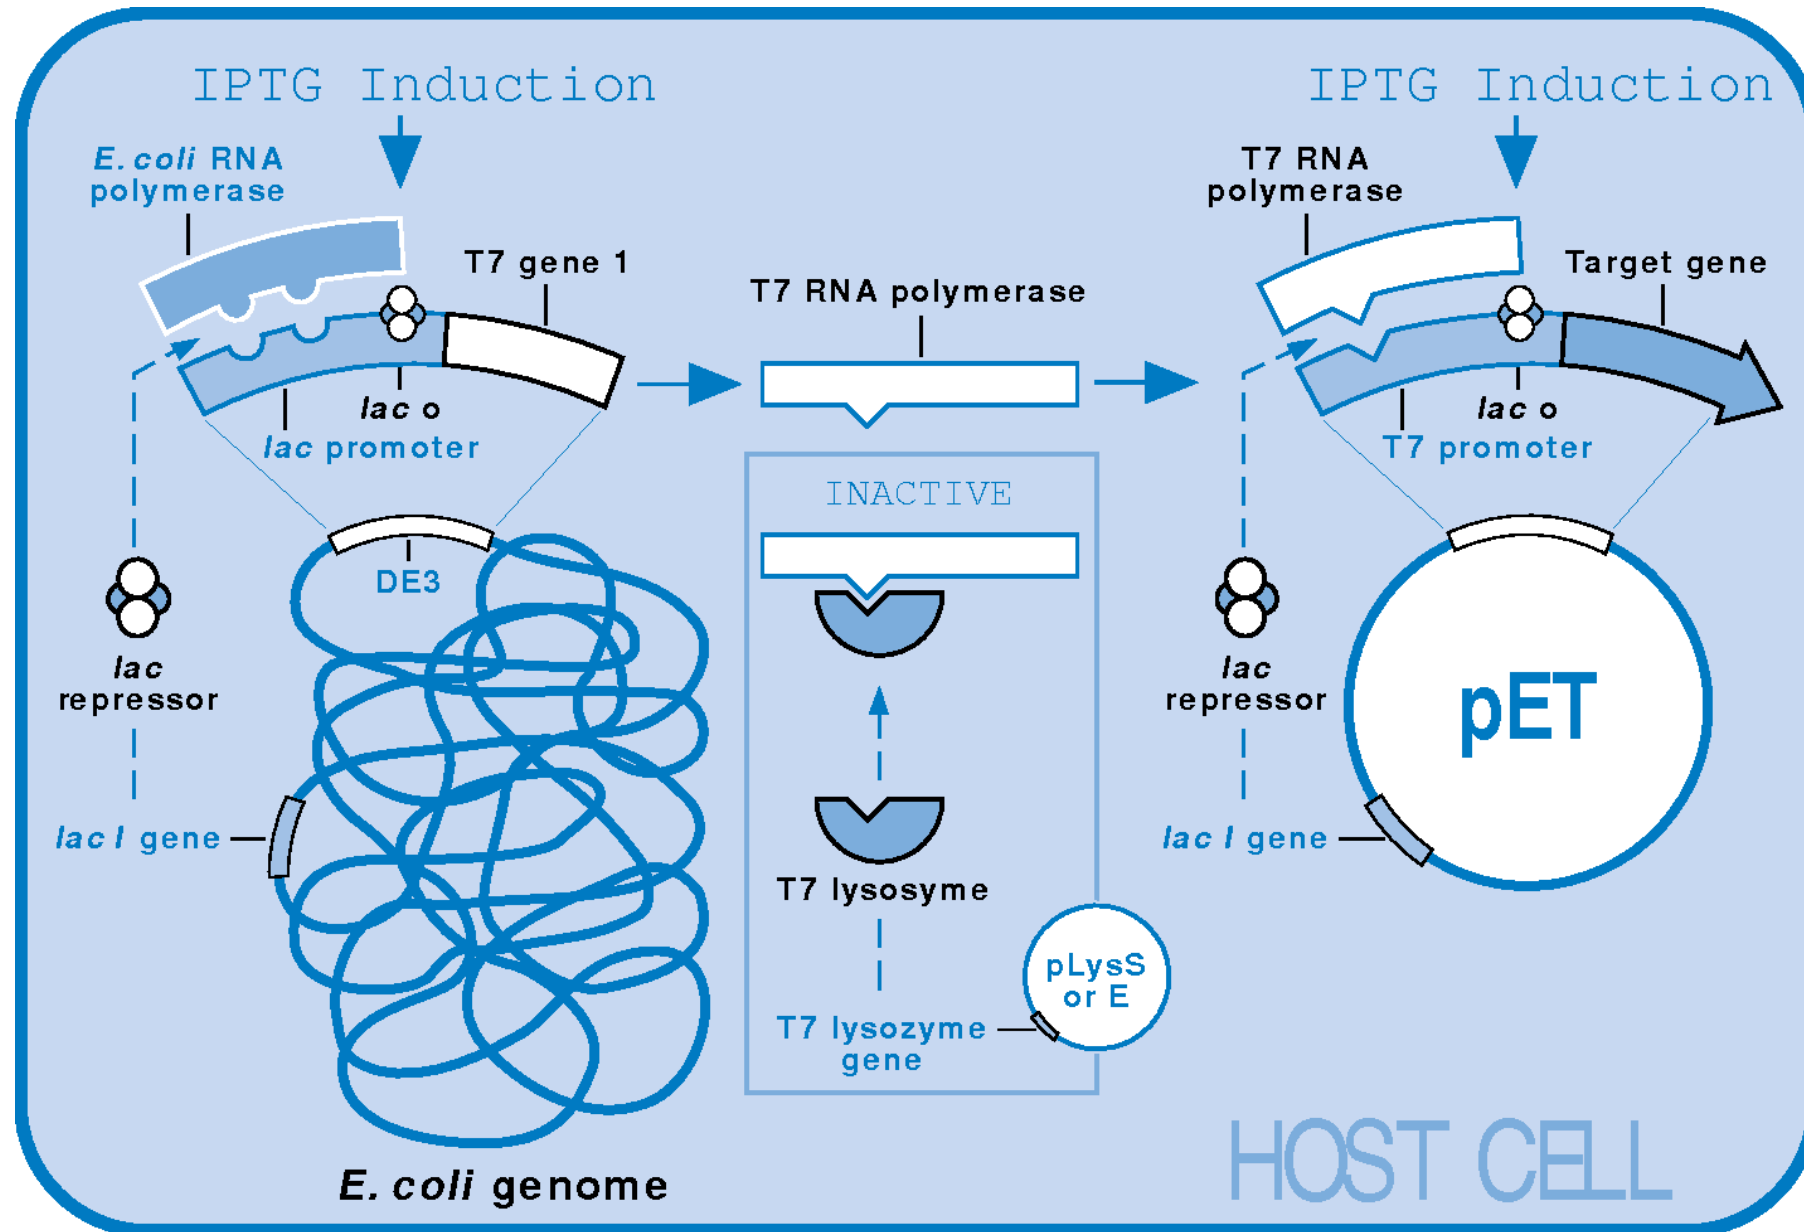 IPTG Induction
IPTG Induction
E. coli RNA
polymerase
T7 gene 1
T7 RNA polymerase
T7 RNA
polymerase
Target gene
lac o
lac promoter
lac o
T7 promoter
INACTIVE
DE3
lac
repressor
lac
repressor
pET
lac I gene
lac I gene
T7 lysosyme
pLysS
or E
T7 lysozyme
gene
E. coli genome
HOST CELL